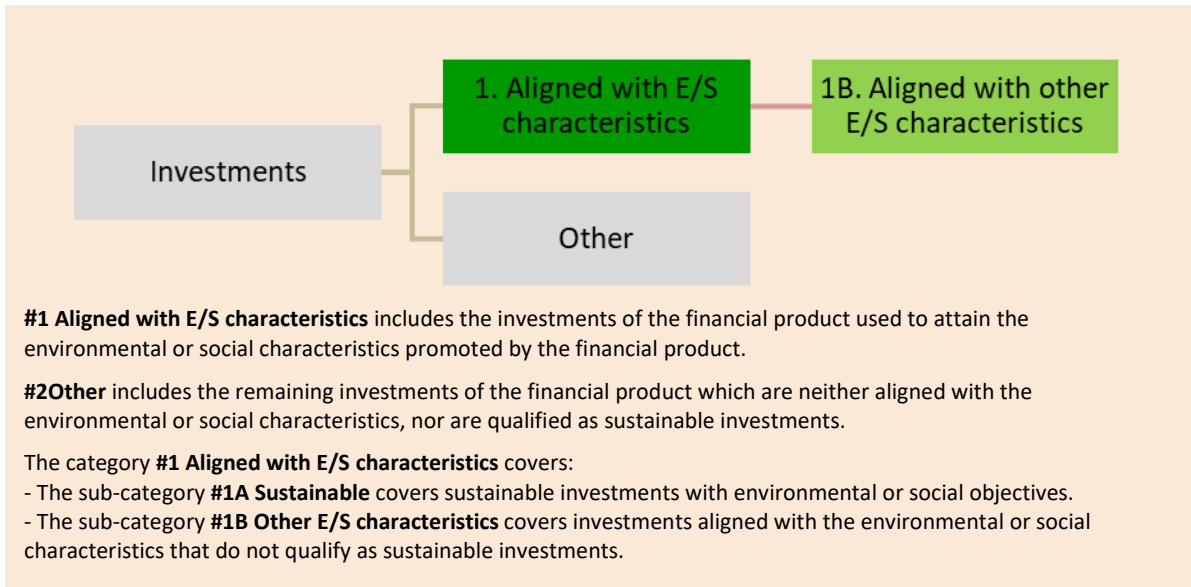 1. Aligned with E/S
characteristics
1B. Aligned with other
E/S characteristics
Investments
Other
#1 Aligned with E/S characteristics includes the investments of the financial product used to attain the
environmental or social characteristics promoted by the financial product.
#2Other includes the remaining investments of the financial product which are neither aligned with the
environmental or social characteristics, nor are qualified as sustainable investments.
The category #1 Aligned with E/S characteristics covers:
- The sub-category #1A Sustainable covers sustainable investments with environmental or social objectives.
- The sub-category #1B Other E/S characteristics covers investments aligned with the environmental or social
characteristics that do not qualify as sustainable investments.